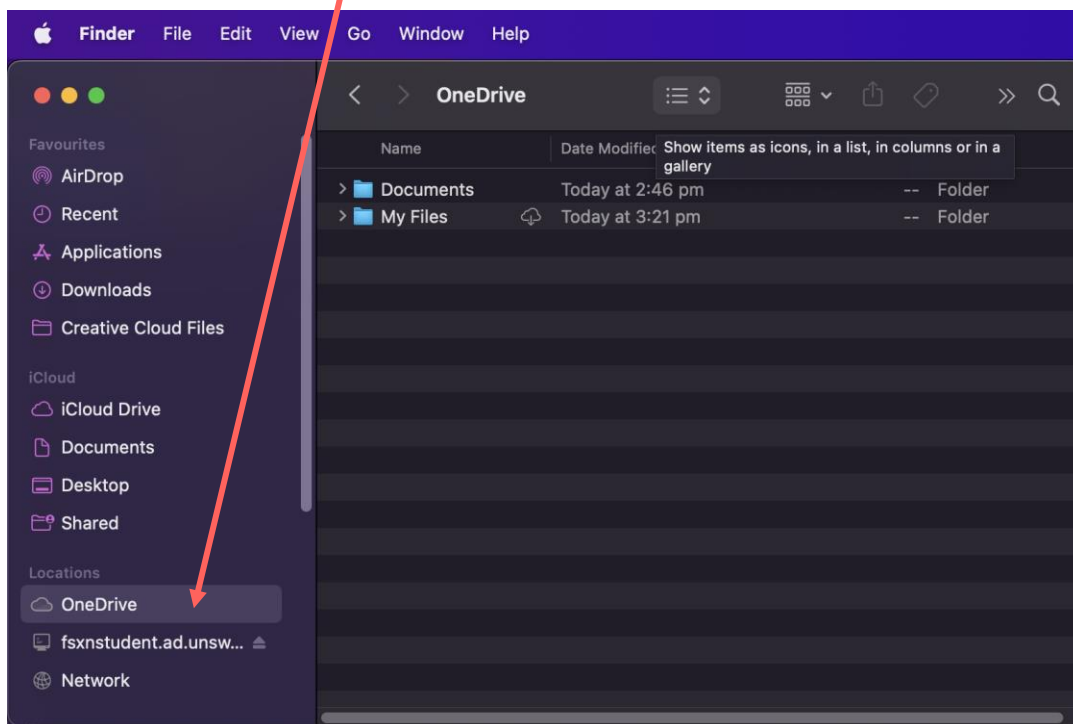 Finder File Edit View Go Window Help
OneDrive
Favourites
AirDrop
Recent
Applications
Downloads
Creative Cloud Files
iCloud
iCloud Drive
Documents
Desktop
Shared
Locations
OneDrive
fsxnstudent.ad.unsw...
Network
Name Date Modified
Show items as icons, in a list, in columns or in a
gallery
Documents Today at 2:46 pm -- Folder
My Files Today at 3:21 pm -- Folder